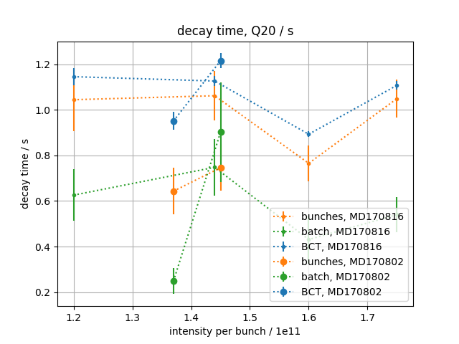 decay time, Q20 / s
decay time / s
1.2
1.0
0.8
0.6
0.4
0.2
bunches, MD170816
batch, MD170816
BCT, MD170816
bunches, MD170802
batch, MD170802
BCT, MD170802
1.2 1.3 1.4 1.5 1.6 1.7
intensity per bunch / 1e11